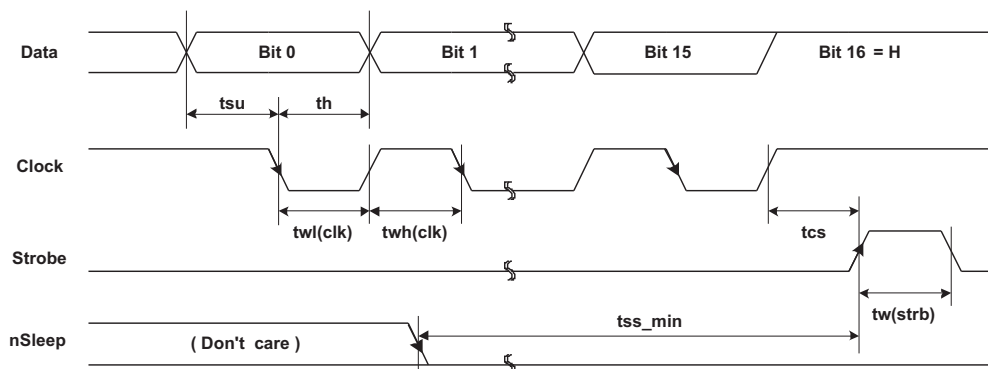 Data
Bit 0
Bit 1
Bit 15
Bit 16 = H
tsu
th
Clock
twl(clk)
twh(clk)
tcs
Strobe
tw(strb)
tss_min
nSleep
( Don't care )